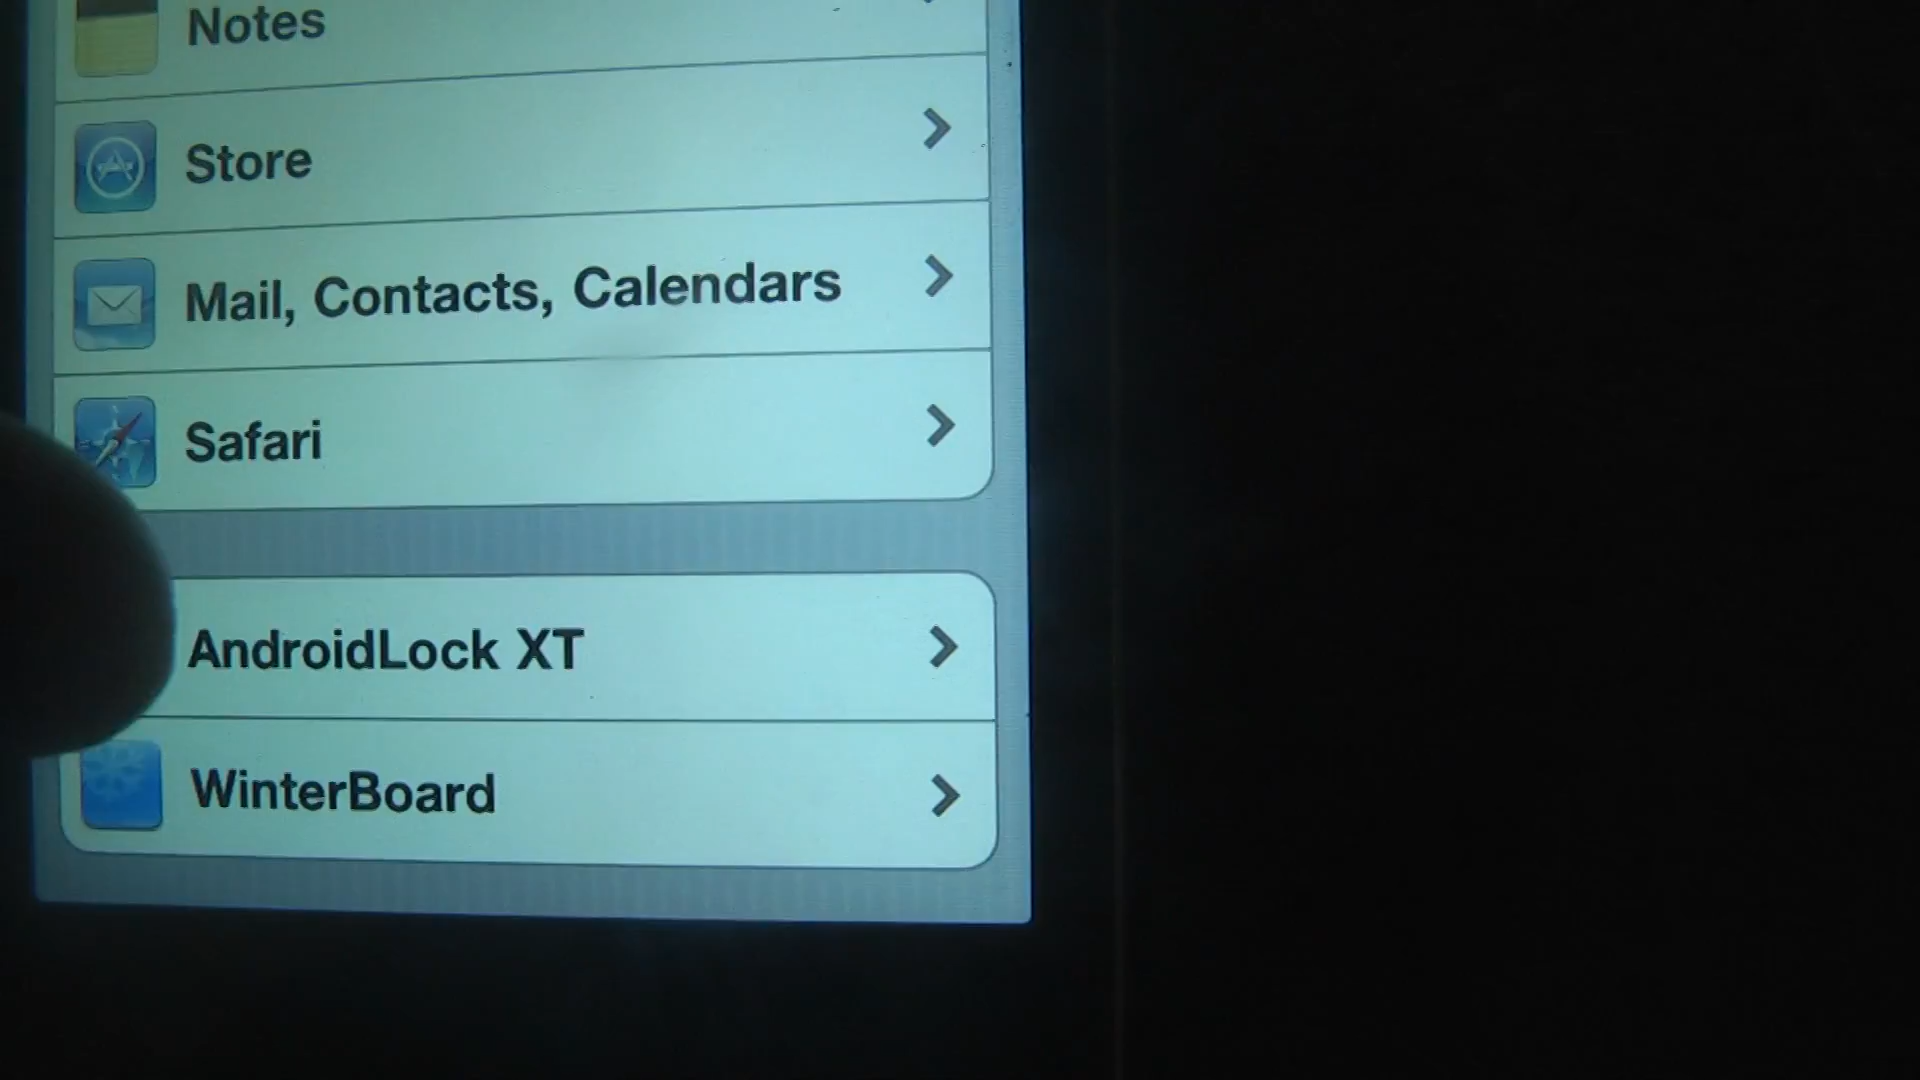 Notes
Store
Mail, Contacts, Calendars
Safari
AndroidLock XT
WinterBoard